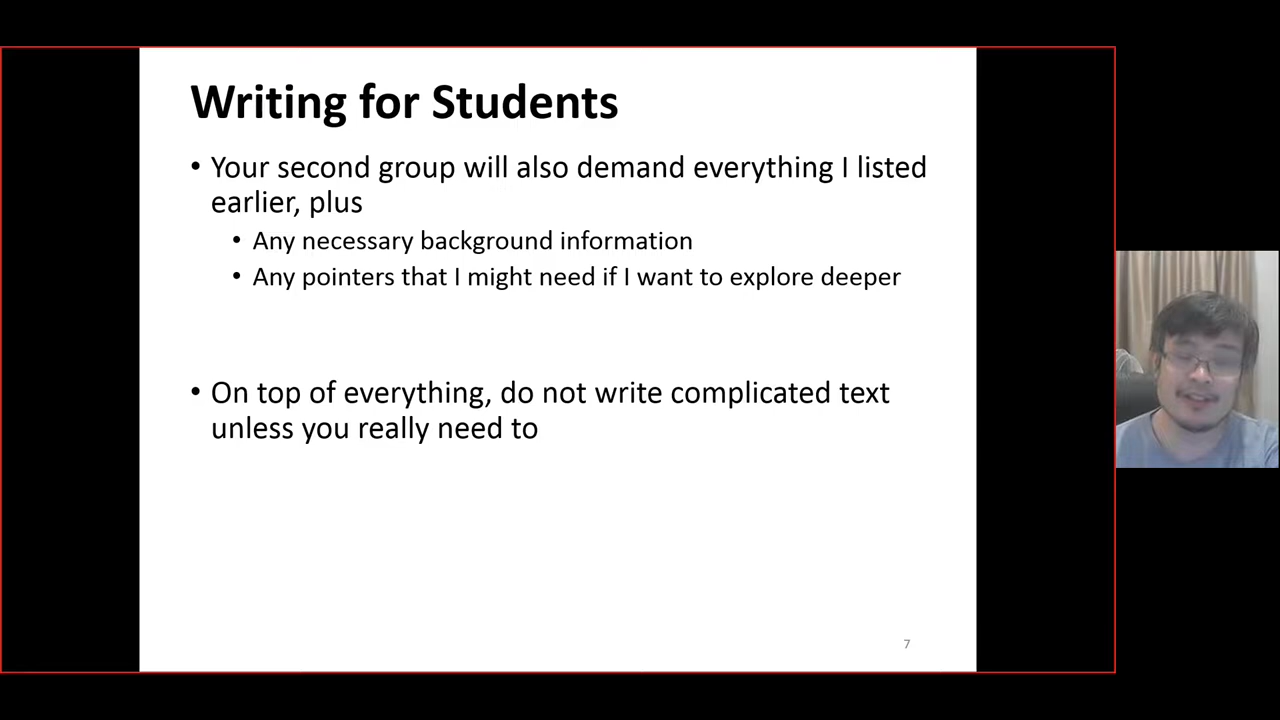 Writing for Students
• Your second group will also demand everything I listed
earlier, plus
• Any necessary background information
• Any pointers that I might need if I want to explore deeper
• On top of everything, do not write complicated text
unless you really need to
7